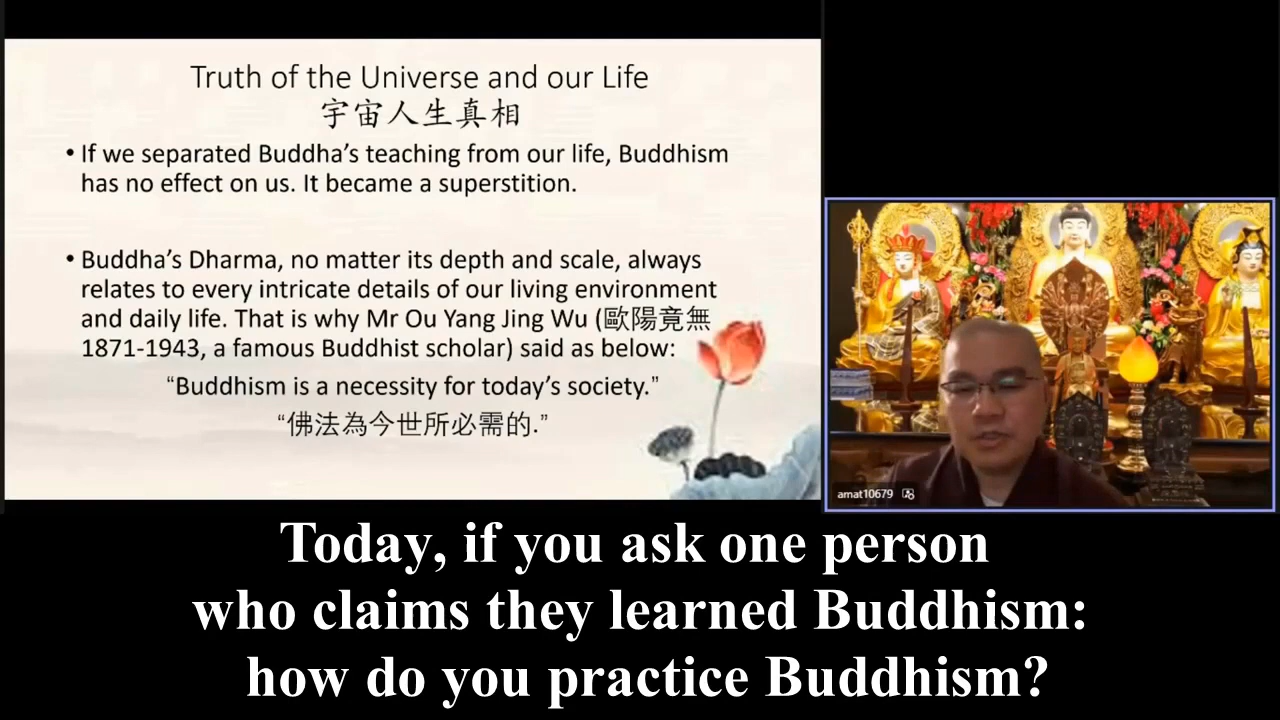 Truth of the Universe and our Life
宇宙人生真相
• If we separated Buddha's teaching from our life, Buddhism
has no effect on us. It became a superstition.
• Buddha's Dharma, no matter its depth and scale, always
relates to every intricate details of our living environment
and daily life. That is why Mr Ou Yang Jing Wu (歐陽竟無
1871-1943, a famous Buddhist scholar) said as below:
“Buddhism is a necessity for today's society.”
“佛法為今世所必需的.”
amat10679
Today, if you ask one person
who claims they learned Buddhism:
how do you practice Buddhism?